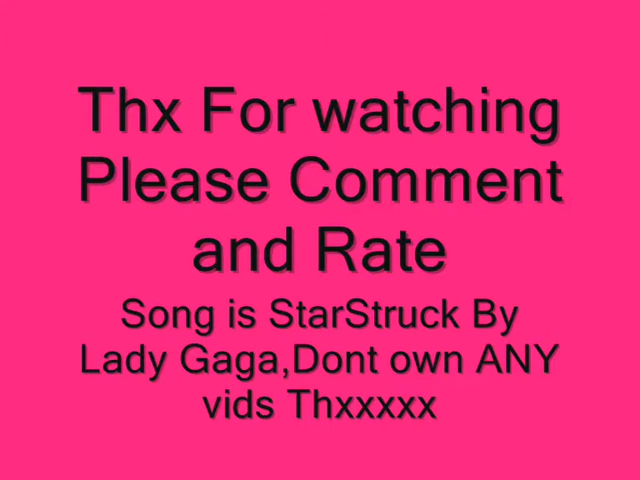 Thx For watching
Please Comment
and Rate
Song is StarStruck By
Lady Gaga,Dont own ANY
vids Thxxxxx